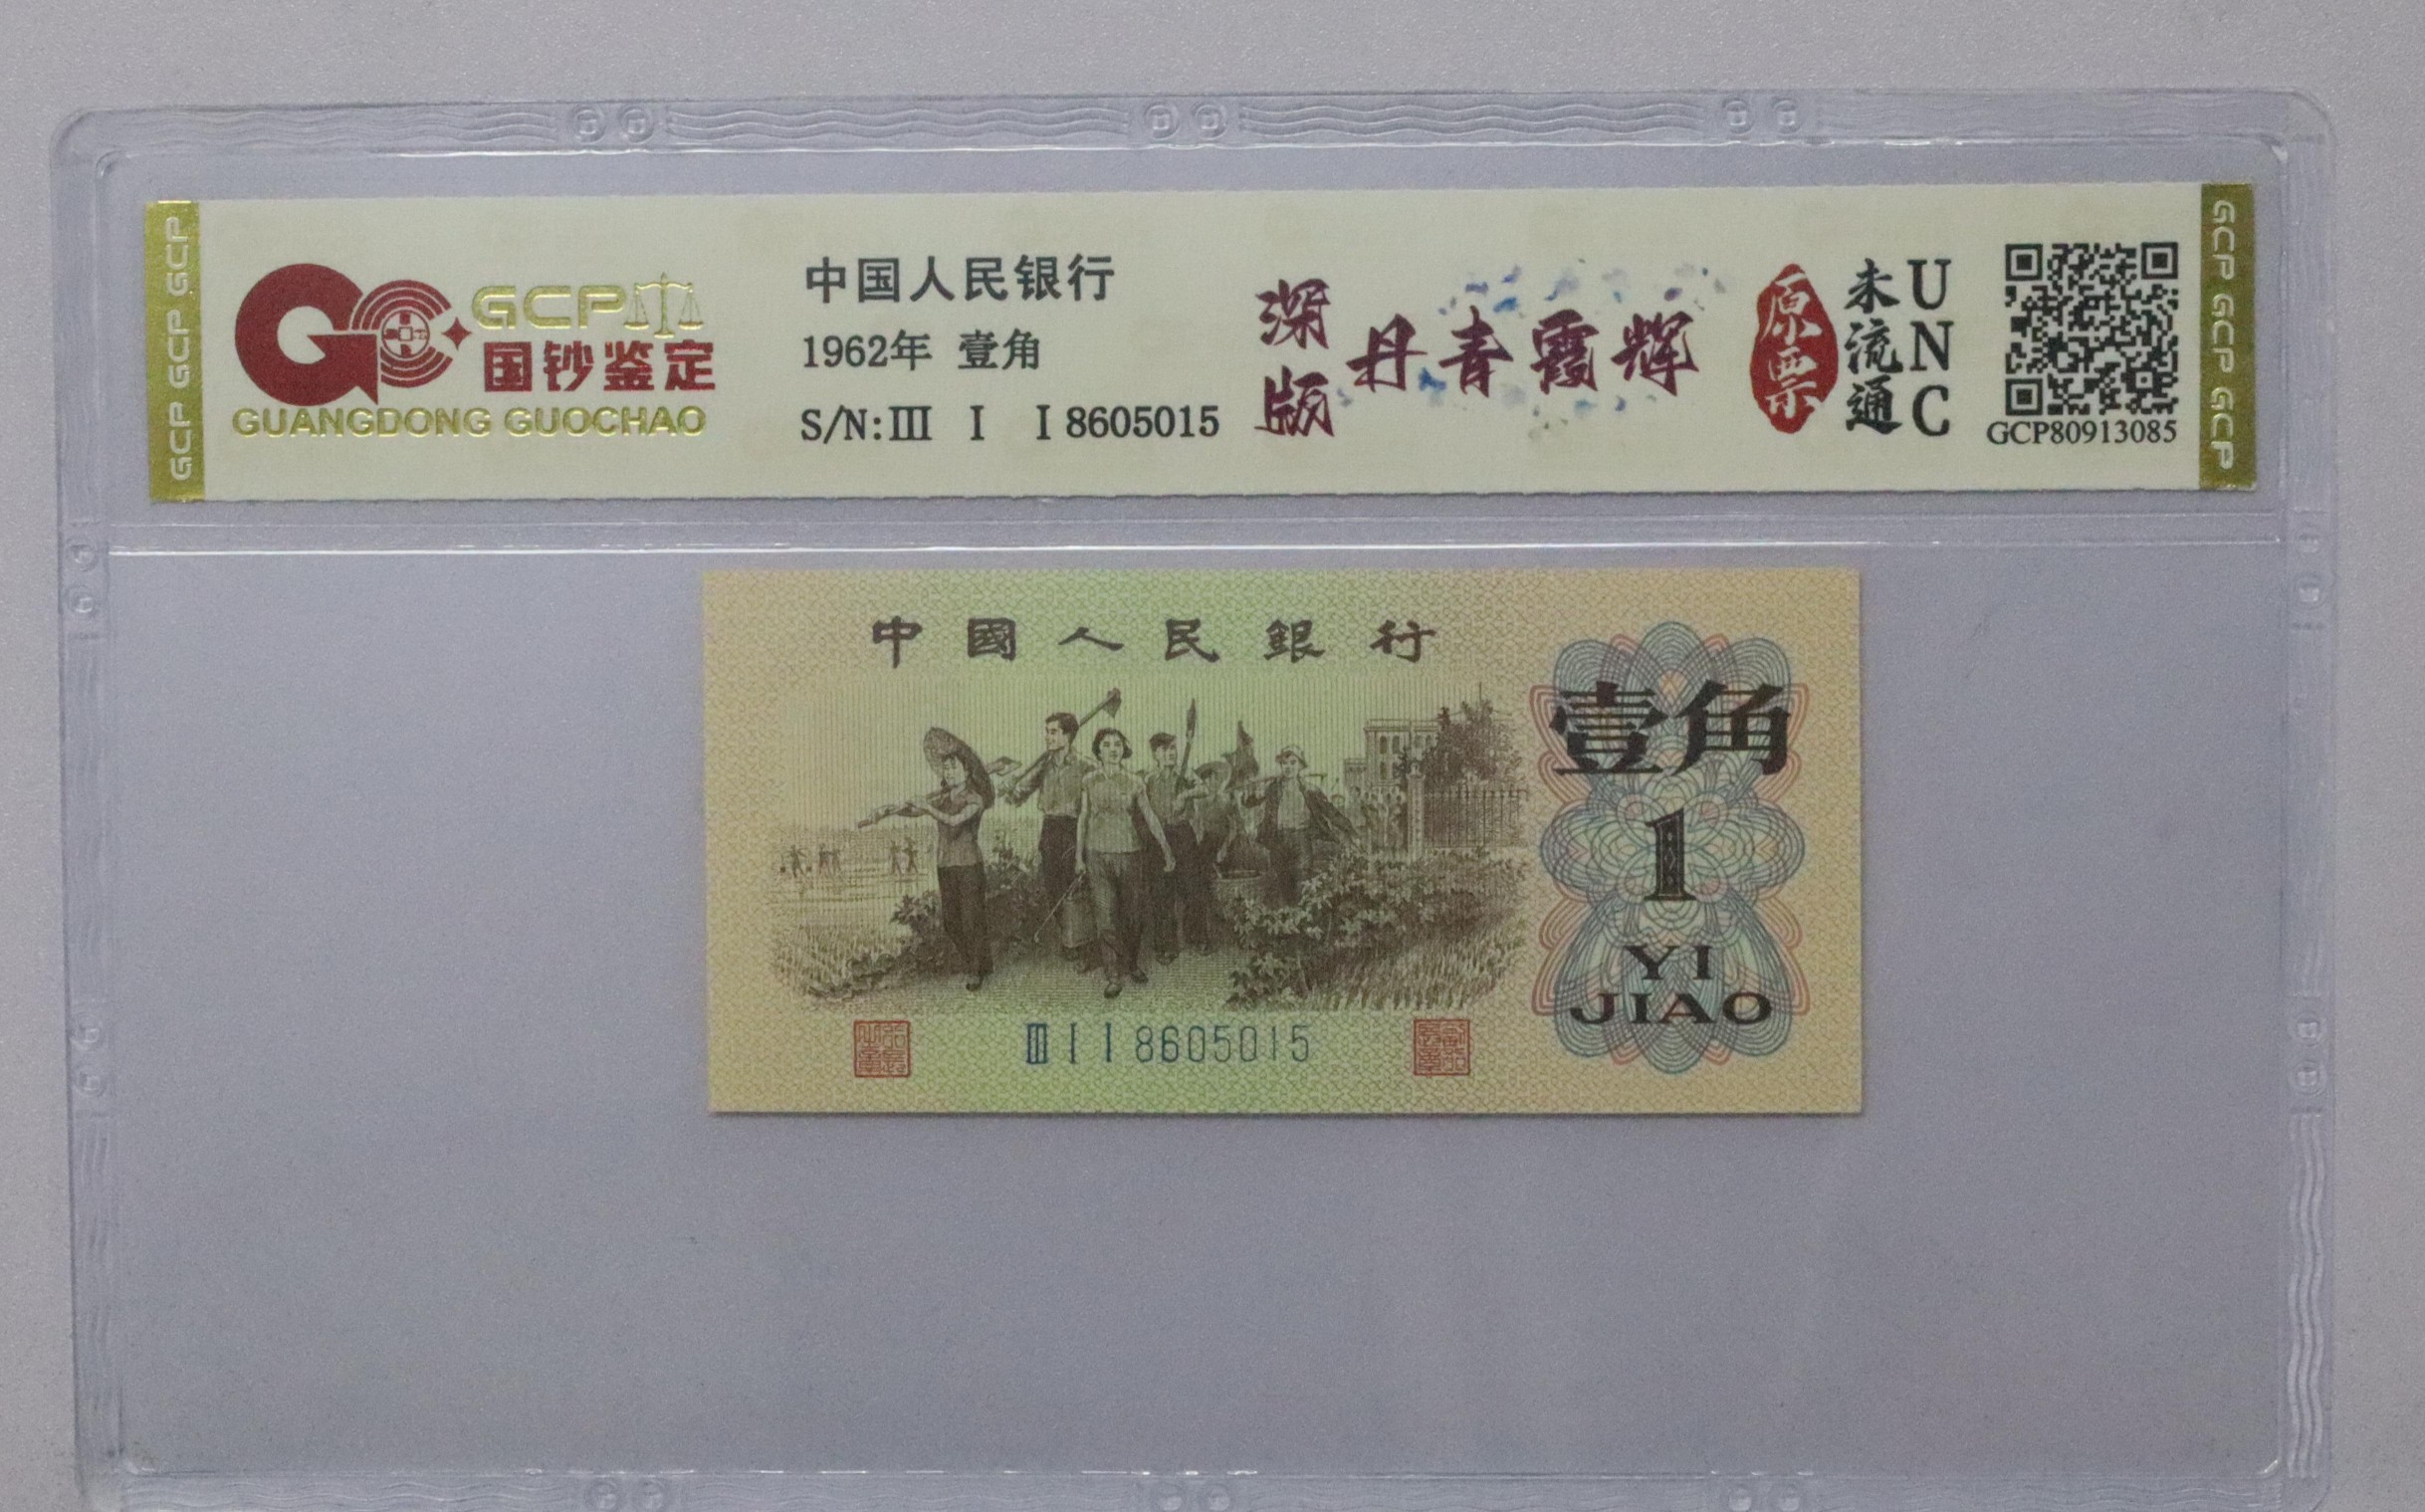 GCP GCP GCP
GCP
国钞鉴定
GUANGDONG GUOCHAO
中国人民银行
1962年 壹角
S/N:Ⅲ Ⅰ Ⅰ 8605015
深版
丹青霞辉
原票
未流通
UNC
GCP80913085
GCP GCP GCP
中國人民銀行
壹角
1
YI
JIAO
Ⅲ Ⅰ Ⅰ 8605015